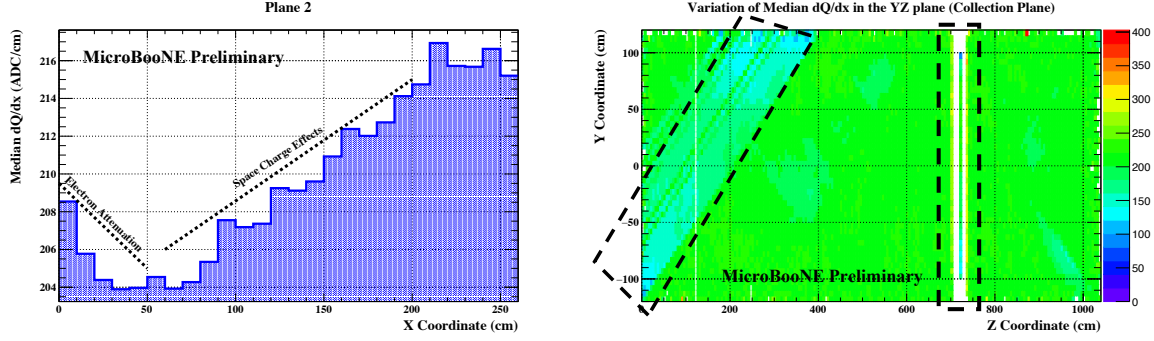 Plane 2
MicroBooNE Preliminary
Median dQ/dx (ADC/cm)
216
214
212
210
208
206
204
Electron Attenuation
Space Charge Effects
0 50 100 150 200 250
X Coordinate (cm)
Variation of Median dQ/dx in the YZ plane (Collection Plane)
Y Coordinate (cm)
100
50
0
−50
−100
MicroBooNE Preliminary
0 200 400 600 800 1000
Z Coordinate (cm)
400
350
300
250
200
150
100
50
0